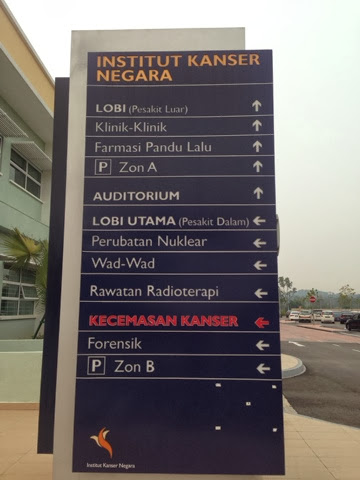 INSTITUT KANSER
NEGARA
LOBI (Pesakit Luar) ↑
Klinik-Klinik ↑
Farmasi Pandu Lalu ↑
P Zon A ↑
AUDITORIUM ↑
LOBI UTAMA (Pesakit Dalam) ←
Perubatan Nuklear ←
Wad-Wad ←
Rawatan Radioterapi ←
KECEMASAN KANSER ←
Forensik ←
P Zon B ←
Institut Kanser Negara